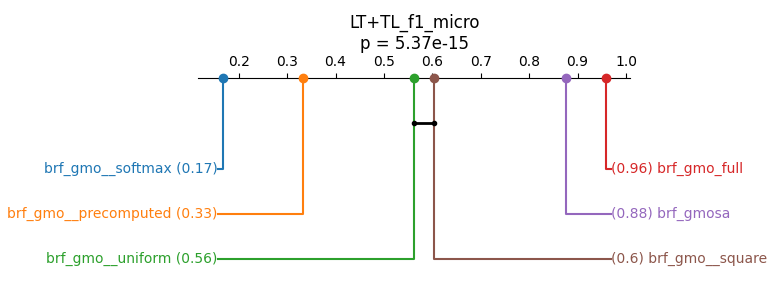 LT+TL_f1_micro
p = 5.37e-15
0.2 0.3 0.4 0.5 0.6 0.7 0.8 0.9 1.0
brf_gmo__softmax (0.17)
(0.96) brf_gmo_full
brf_gmo__precomputed (0.33)
(0.88) brf_gmosa
brf_gmo__uniform (0.56)
(0.6) brf_gmo__square